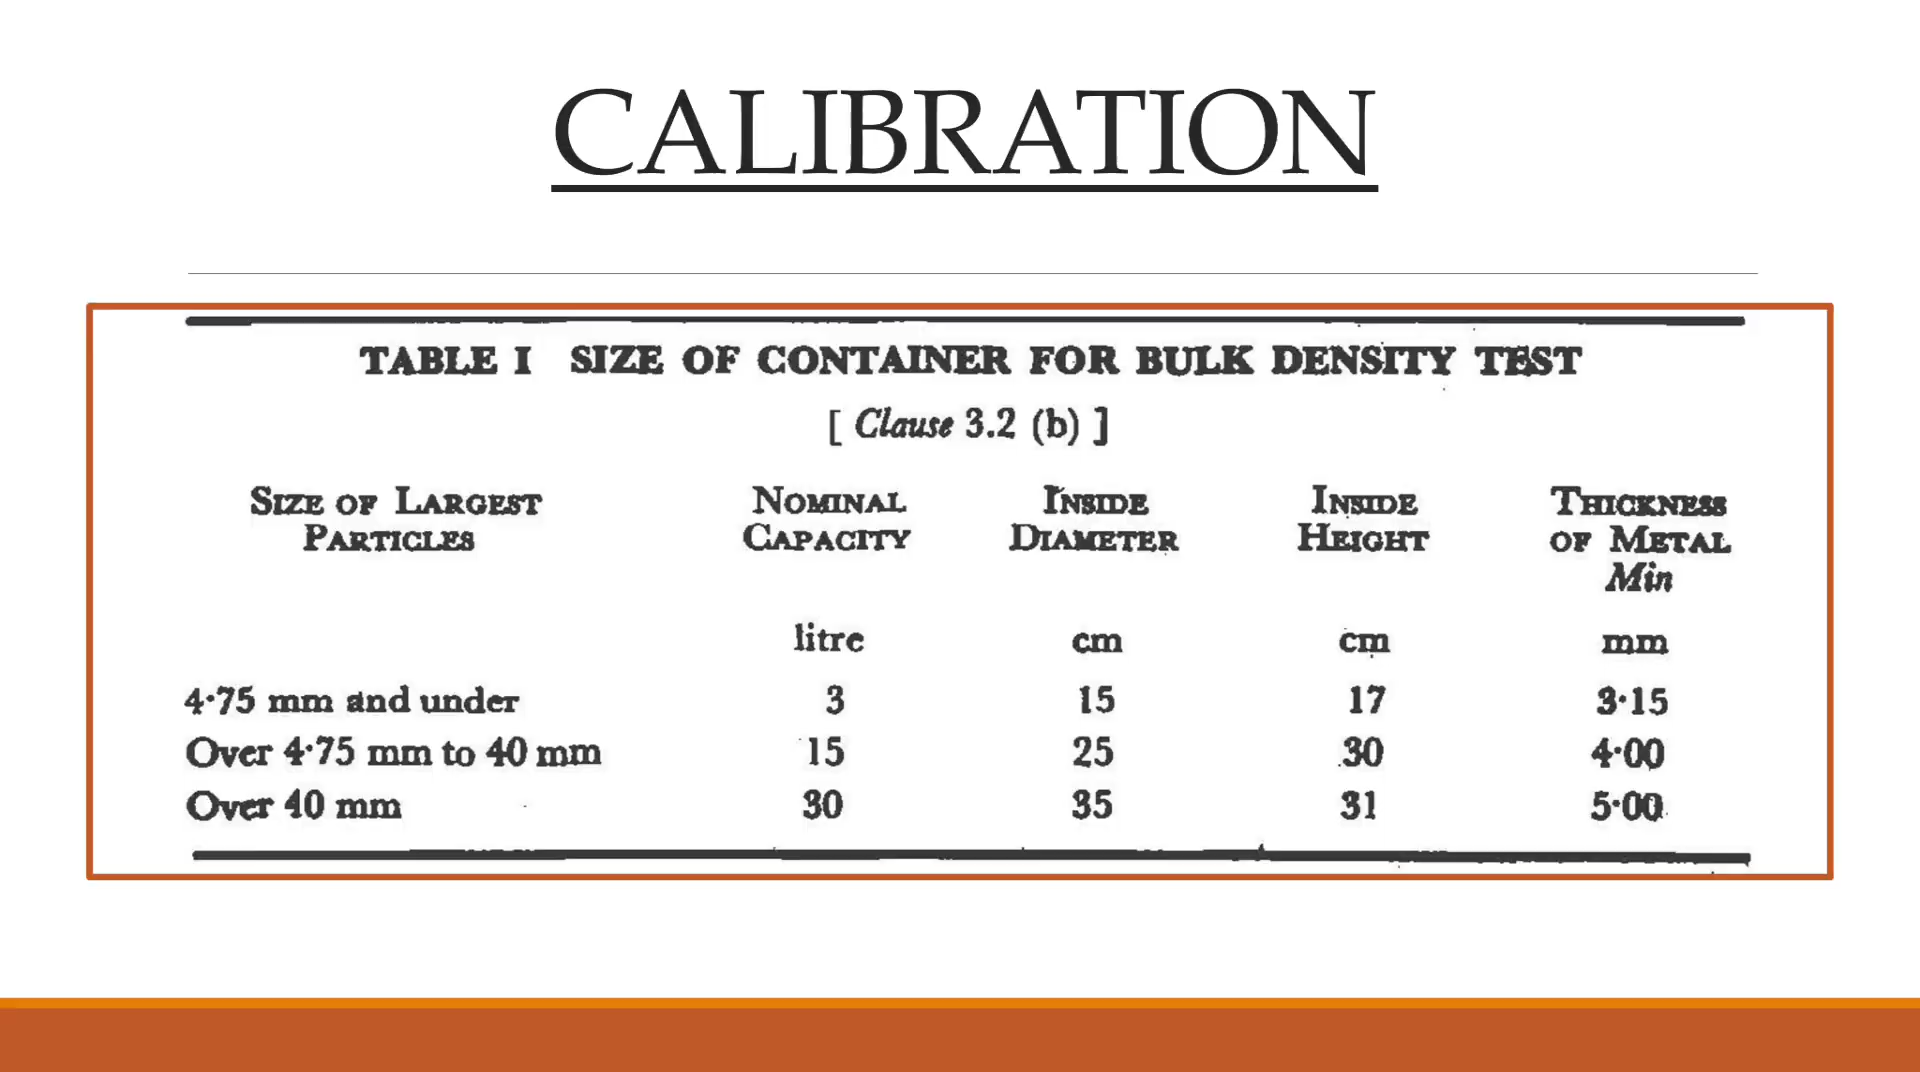 CALIBRATION
TABLE I SIZE OF CONTAINER FOR BULK DENSITY TEST
[ Clause 3.2 (b) ]
SIZE OF LARGEST PARTICLES NOMINAL CAPACITY INSIDE DIAMETER INSIDE HEIGHT THICKNESS OF METAL Min
litre cm cm mm
4·75 mm and under 3 15 17 3·15
Over 4·75 mm to 40 mm 15 25 30 4·00
Over 40 mm 30 35 31 5·00